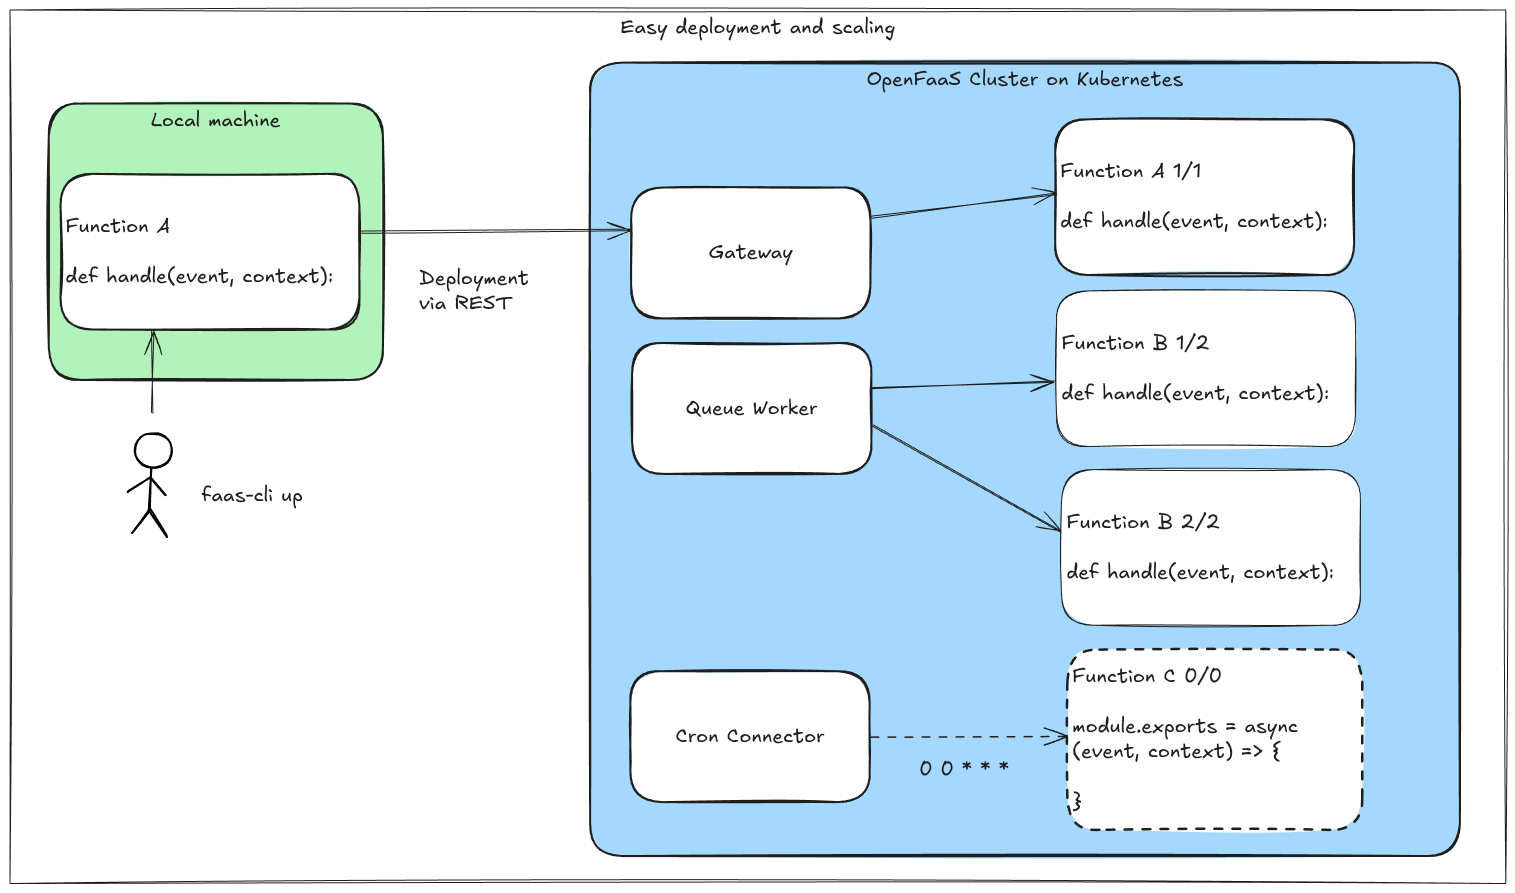 Easy deployment and scaling
OpenFaaS Cluster on Kubernetes
Local machine
Function A
def handle(event, context):
Deployment
via REST
faas-cli up
Gateway
Queue Worker
Cron Connector
0 0 * * *
Function A 1/1
def handle(event, context):
Function B 1/2
def handle(event, context):
Function B 2/2
def handle(event, context):
Function C 0/0
module.exports = async
(event, context) => {
}